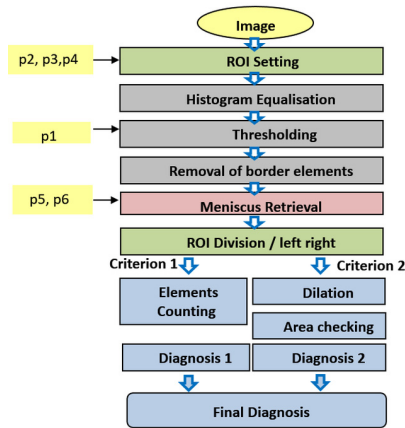 Image
p2, p3,p4
ROI Setting
Histogram Equalisation
p1
Thresholding
Removal of border elements
p5, p6
Meniscus Retrieval
ROI Division / left right
Criterion 1
Criterion 2
Elements
Counting
Dilation
Area checking
Diagnosis 1
Diagnosis 2
Final Diagnosis